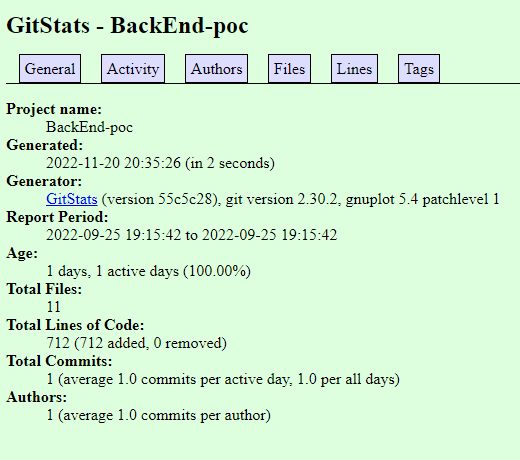 GitStats - BackEnd-poc
General Activity Authors Files Lines Tags
Project name:
BackEnd-poc
Generated:
2022-11-20 20:35:26 (in 2 seconds)
Generator:
GitStats (version 55c5c28), git version 2.30.2, gnuplot 5.4 patchlevel 1
Report Period:
2022-09-25 19:15:42 to 2022-09-25 19:15:42
Age:
1 days, 1 active days (100.00%)
Total Files:
11
Total Lines of Code:
712 (712 added, 0 removed)
Total Commits:
1 (average 1.0 commits per active day, 1.0 per all days)
Authors:
1 (average 1.0 commits per author)